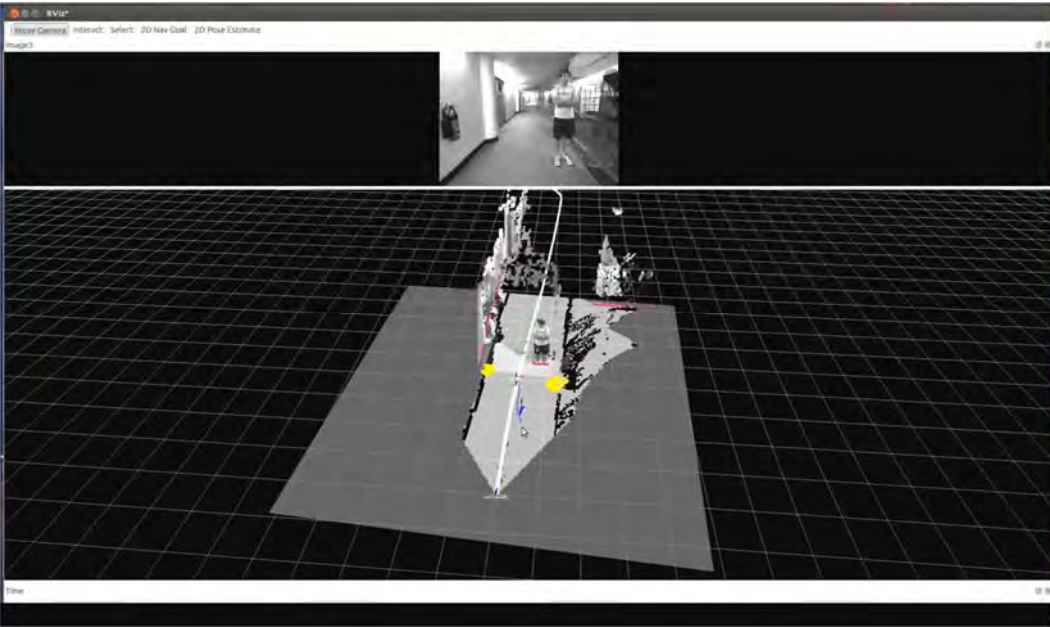 RViz*
Move Camera Interact Select 2D Nav Goal 2D Pose Estimate
Image3
Time